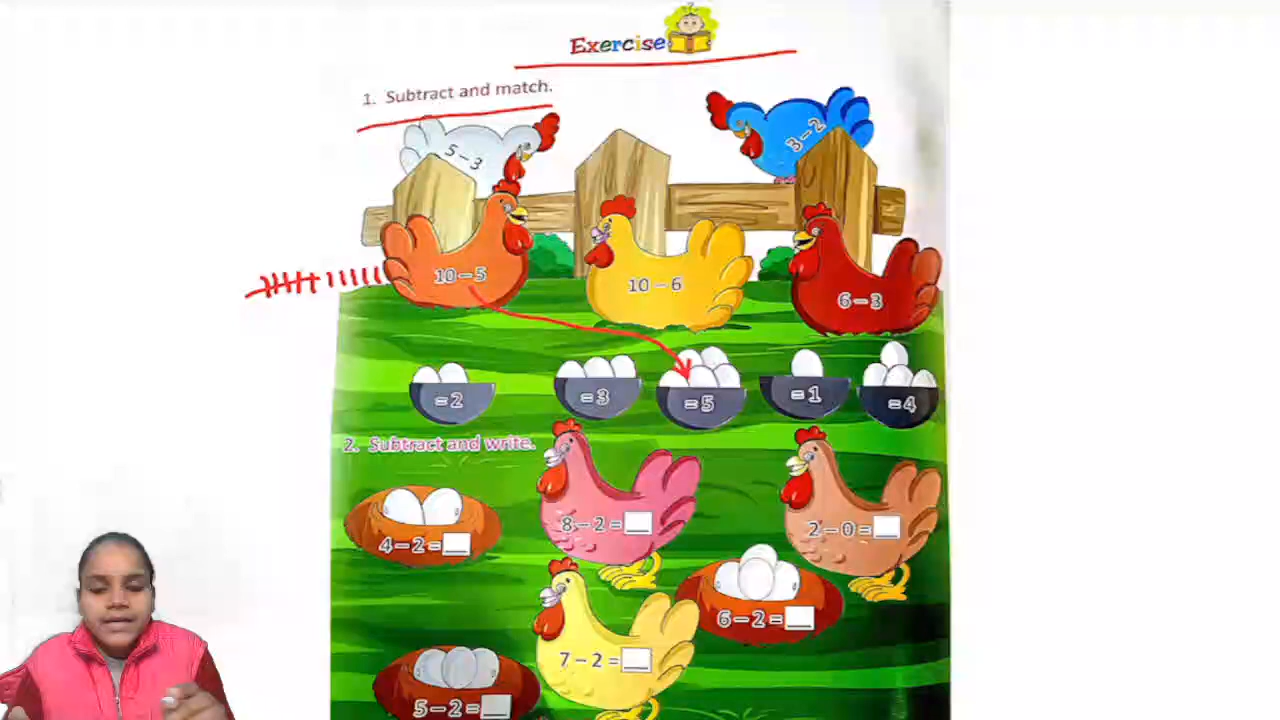 Exercise
1. Subtract and match.
5 – 3
3 – 2
10 – 5
10 – 6
6 – 3
= 2
= 3
= 5
= 1
= 4
2. Subtract and write.
4 – 2 =
8 – 2 =
2 – 0 =
6 – 2 =
7 – 2 =
5 – 2 =